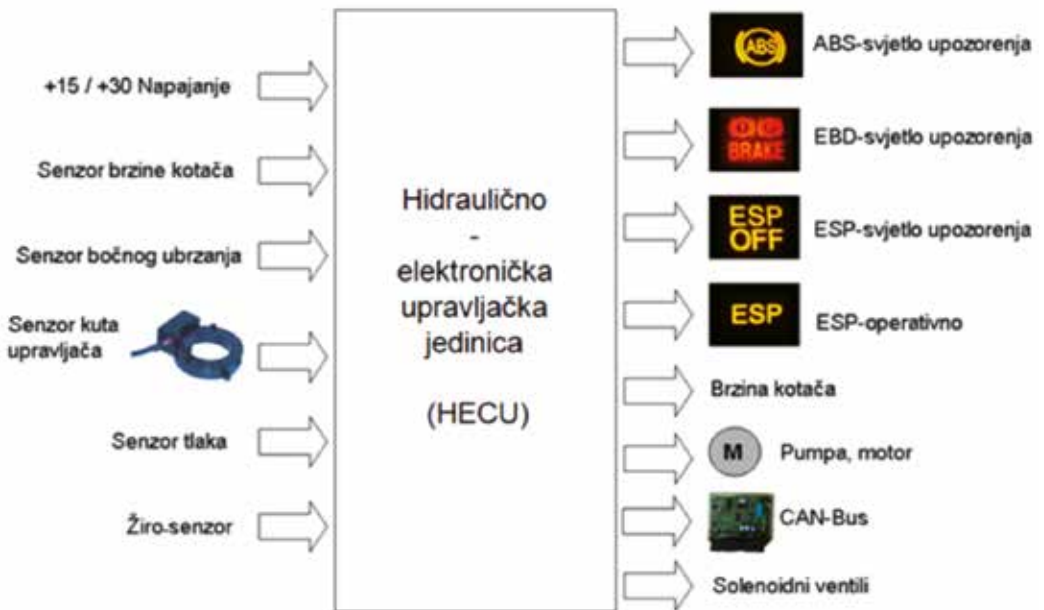 +15 / +30 Napajanje
Senzor brzine kotača
Senzor bočnog ubrzanja
Senzor kuta
upravljača
Senzor tlaka
Žiro-senzor
Hidraulično
-
elektronička
upravljačka
jedinica
(HECU)
ABS
ABS-svjetlo upozorenja
BRAKE
EBD-svjetlo upozorenja
ESP
OFF
ESP-svjetlo upozorenja
ESP
ESP-operativno
Brzina kotača
M
Pumpa, motor
CAN-Bus
Solenoidni ventili